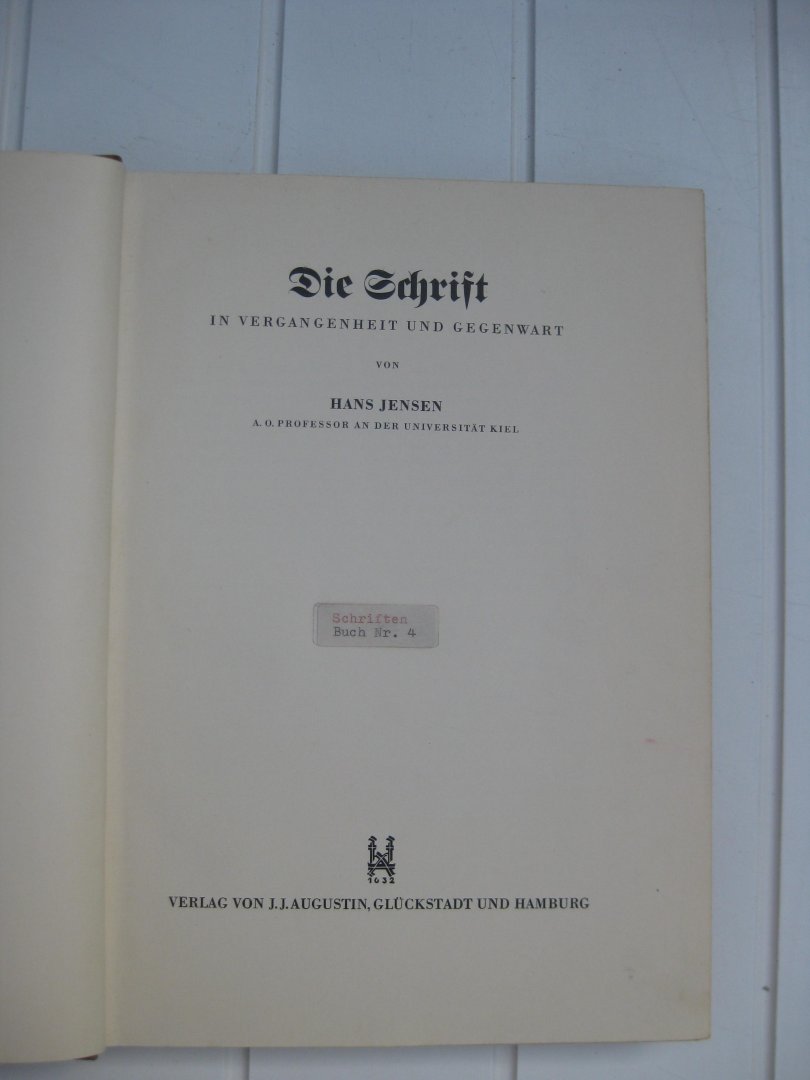 Die Schrift
IN VERGANGENHEIT UND GEGENWART
VON
HANS JENSEN
A. O. PROFESSOR AN DER UNIVERSITÄT KIEL
Schriften
Buch Nr. 4
1632
VERLAG VON J. J. AUGUSTIN, GLÜCKSTADT UND HAMBURG